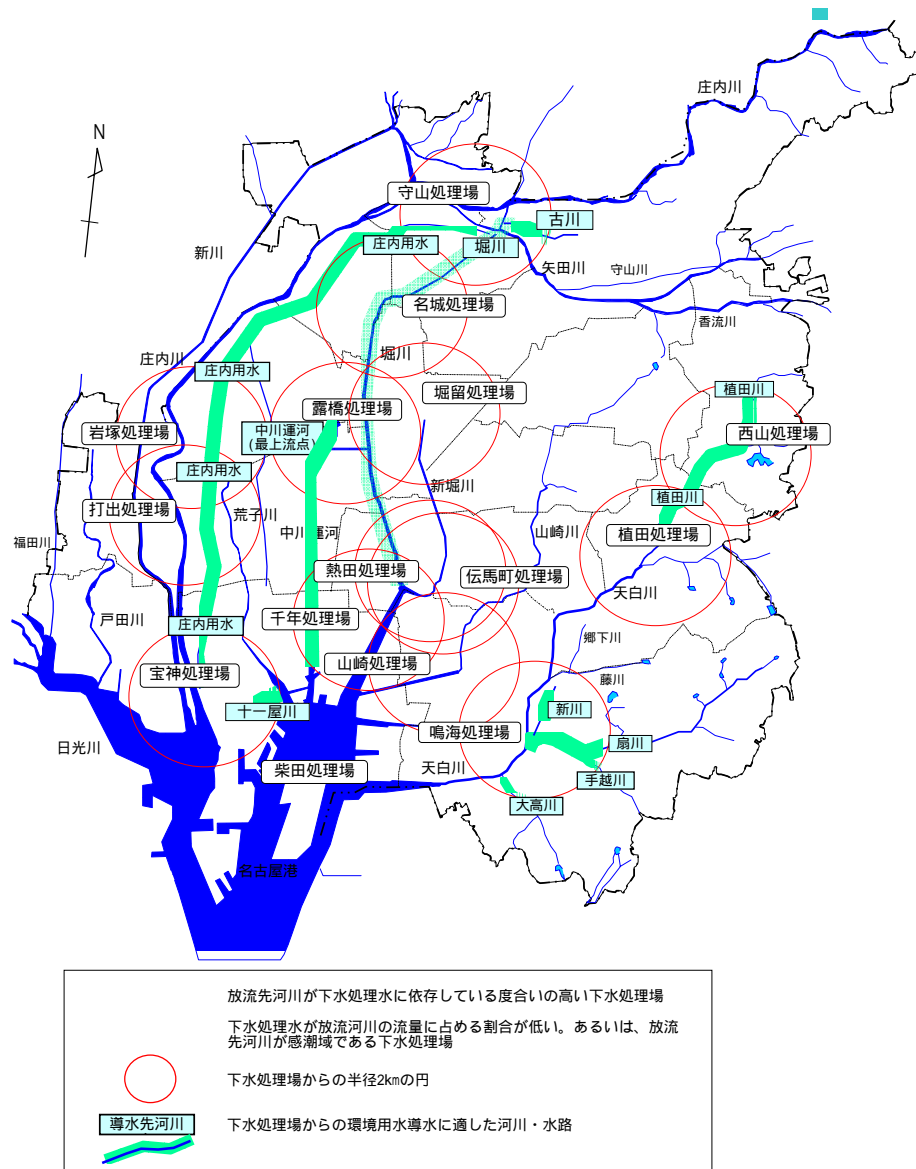 庄内川
N
守山処理場
古川
庄内用水
堀川
新川
矢田川
守山川
名城処理場
香流川
堀川
庄内川
庄内用水
堀留処理場
植田川
露橋処理場
岩塚処理場
中川運河
(最上流点)
西山処理場
庄内用水
新堀川
植田川
打出処理場
荒子川
中川運河
山崎川
植田処理場
福田川
熱田処理場
伝馬町処理場
天白川
戸田川
千年処理場
庄内用水
郷下川
山崎処理場
宝神処理場
藤川
十一屋川
新川
鳴海処理場
扇川
日光川
柴田処理場
天白川
手越川
大高川
名古屋港
放流先河川が下水処理水に依存している度合いの高い下水処理場
下水処理水が放流河川の流量に占める割合が低い。あるいは、放流
先河川が感潮域である下水処理場
下水処理場からの半径2kmの円
導水先河川
下水処理場からの環境用水導水に適した河川・水路